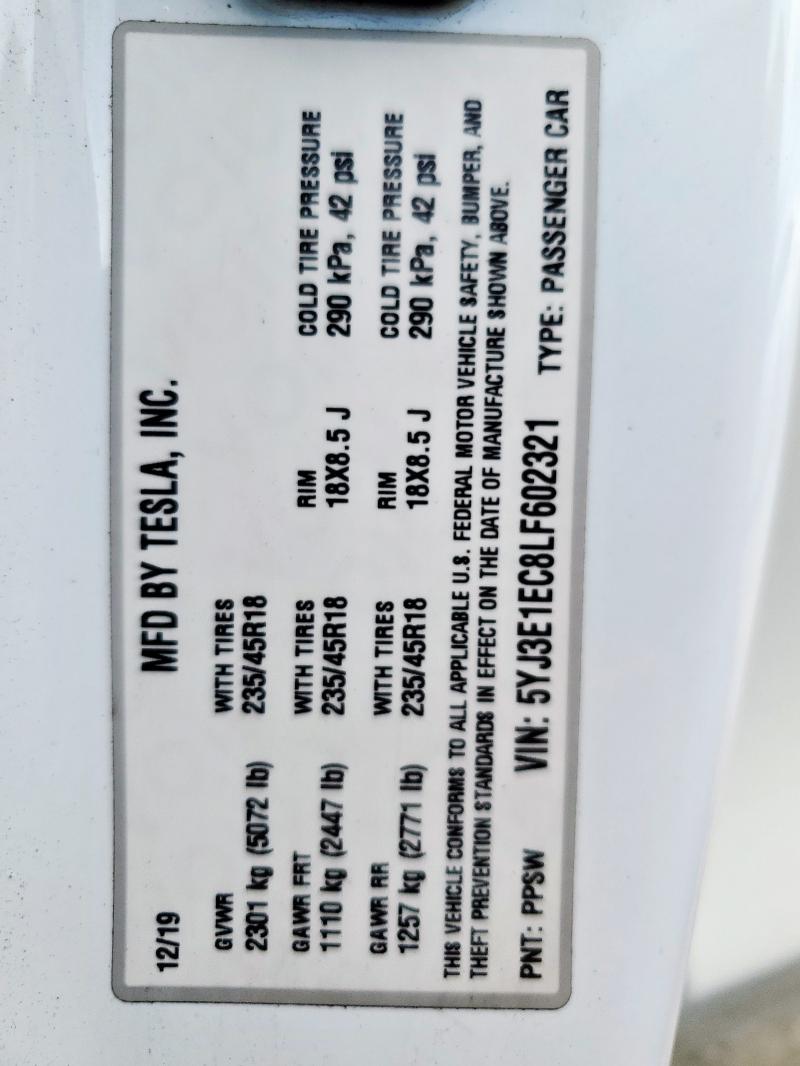 MFD BY TESLA, INC.
12/19
GVWR WITH TIRES
2301 kg (5072 lb) 235/45R18
GAWR FRT WITH TIRES RIM COLD TIRE PRESSURE
1110 kg (2447 lb) 235/45R18 18X8.5 J 290 kPa, 42 psi
GAWR RR WITH TIRES RIM COLD TIRE PRESSURE
1257 kg (2771 lb) 235/45R18 18X8.5 J 290 kPa, 42 psi
THIS VEHICLE CONFORMS TO ALL APPLICABLE U.S. FEDERAL MOTOR VEHICLE SAFETY, BUMPER, AND
THEFT PREVENTION STANDARDS IN EFFECT ON THE DATE OF MANUFACTURE SHOWN ABOVE.
PNT: PPSW VIN: 5YJ3E1EC8LF602321 TYPE: PASSENGER CAR